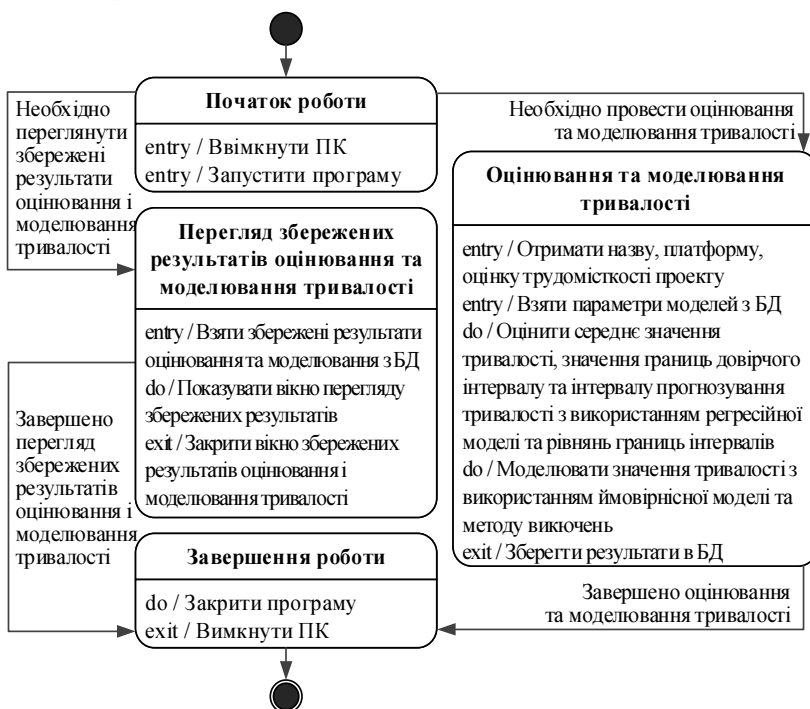 Початок роботи
entry / Ввімкнути ПК
entry / Запустити програму
Необхідно
переглянути
збережені
результати
оцінювання і
моделювання
тривалості
Необхідно провести оцінювання
та моделювання тривалості
Перегляд збережених
результатів оцінювання та
моделювання тривалості
entry / Взяти збережені результати
оцінювання та моделювання з БД
do / Показувати вікно перегляду
збережених результатів
exit / Закрити вікно збережених
результатів оцінювання і
моделювання тривалості
Оцінювання та моделювання
тривалості
entry / Отримати назву, платформу,
оцінку трудомісткості проекту
entry / Взяти параметри моделей з БД
do / Оцінити середнє значення
тривалості, значення границь довірчого
інтервалу та інтервалу прогнозування
тривалості з використанням регресійної
моделі та рівнянь границь інтервалів
do / Моделювати значення тривалості з
використанням ймовірнісної моделі та
методу виключень
exit / Зберегти результати в БД
Завершено
перегляд
збережених
результатів
оцінювання і
моделювання
тривалості
Завершення роботи
do / Закрити програму
exit / Вимкнути ПК
Завершено оцінювання
та моделювання тривалості